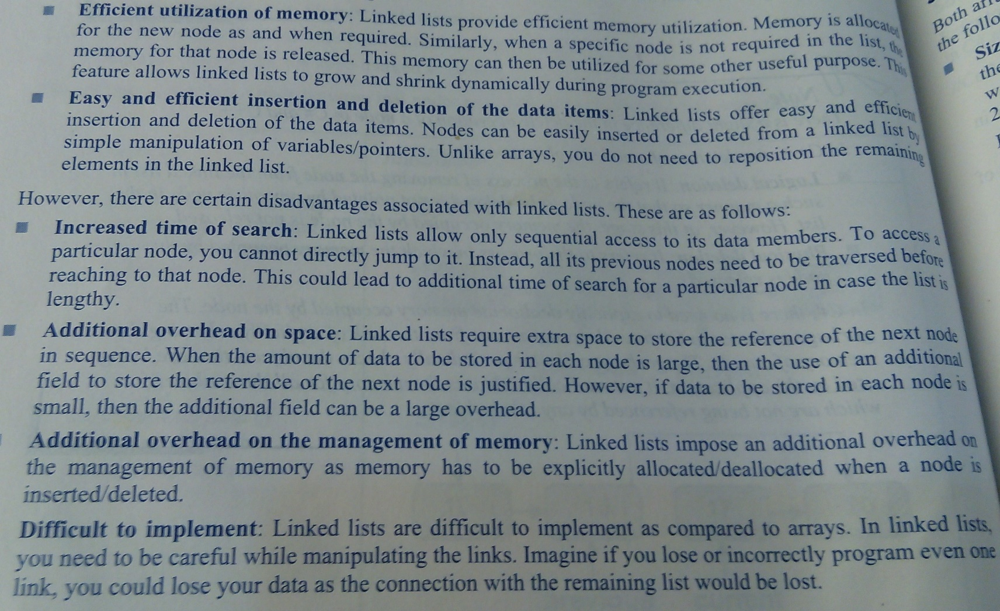 Efficient utilization of memory: Linked lists provide efficient memory utilization. Memory is allocated
for the new node as and when required. Similarly, when a specific node is not required in the list, the
memory for that node is released. This memory can then be utilized for some other useful purpose. This
feature allows linked lists to grow and shrink dynamically during program execution.
Easy and efficient insertion and deletion of the data items: Linked lists offer easy and efficient
insertion and deletion of the data items. Nodes can be easily inserted or deleted from a linked list by
simple manipulation of variables/pointers. Unlike arrays, you do not need to reposition the remaining
elements in the linked list.
However, there are certain disadvantages associated with linked lists. These are as follows:
Increased time of search: Linked lists allow only sequential access to its data members. To access a
particular node, you cannot directly jump to it. Instead, all its previous nodes need to be traversed before
reaching to that node. This could lead to additional time of search for a particular node in case the list is
lengthy.
Additional overhead on space: Linked lists require extra space to store the reference of the next node
in sequence. When the amount of data to be stored in each node is large, then the use of an additional
field to store the reference of the next node is justified. However, if data to be stored in each node is
small, then the additional field can be a large overhead.
Additional overhead on the management of memory: Linked lists impose an additional overhead on
the management of memory as memory has to be explicitly allocated/deallocated when a node is
inserted/deleted.
Difficult to implement: Linked lists are difficult to implement as compared to arrays. In linked lists,
you need to be careful while manipulating the links. Imagine if you lose or incorrectly program even one
link, you could lose your data as the connection with the remaining list would be lost.
Both
the